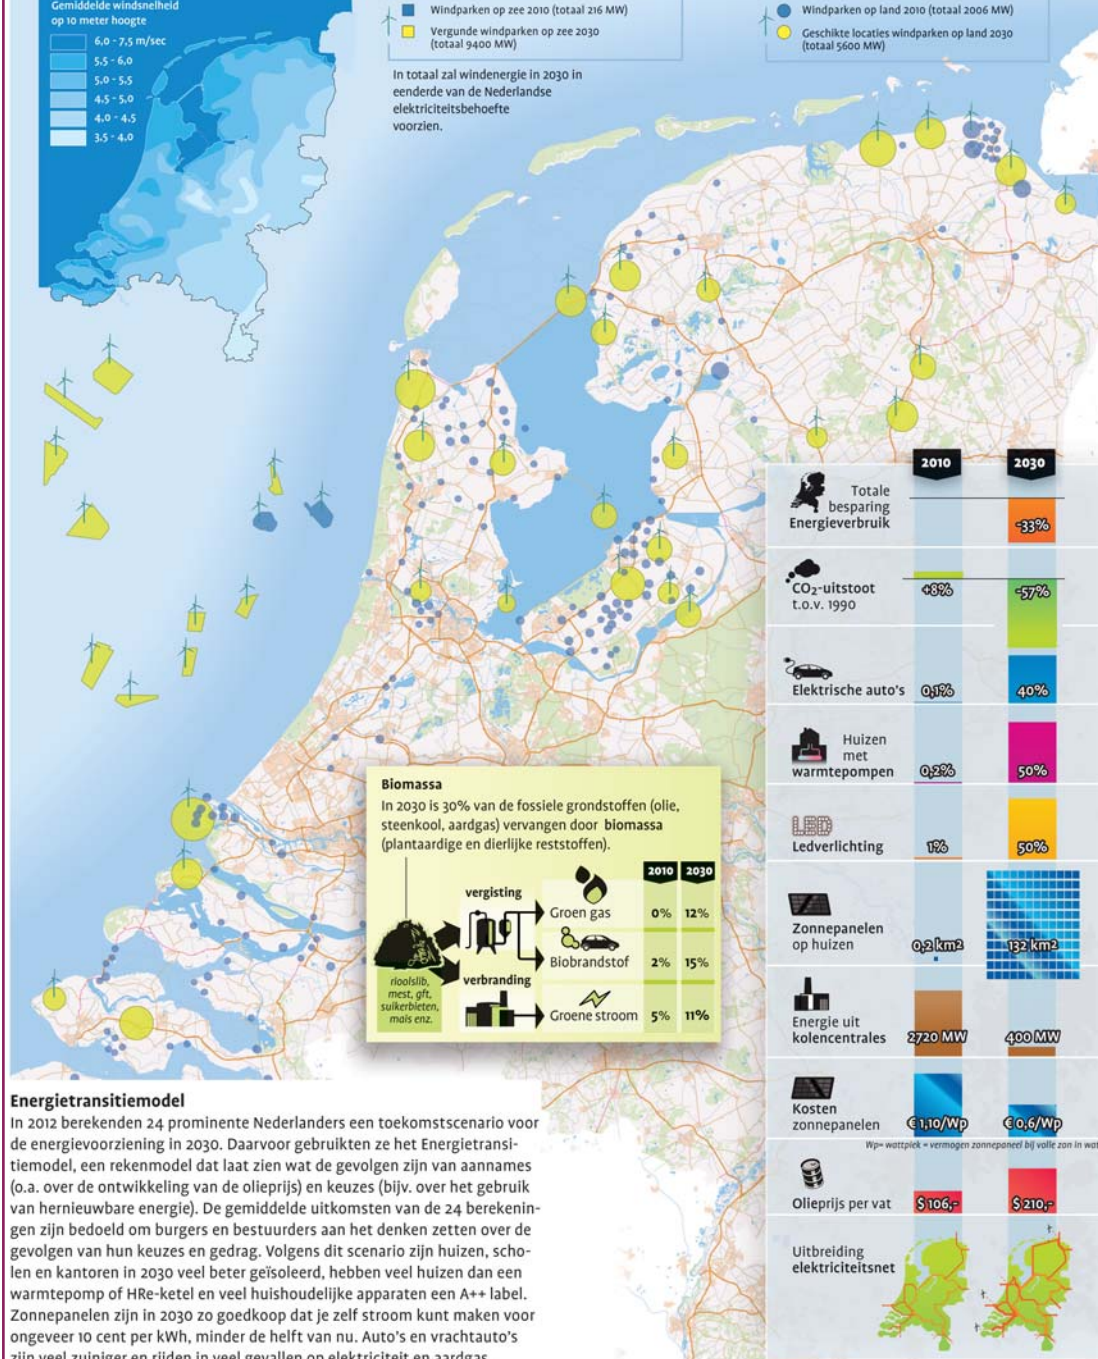 Gemiddelde windsnelheid
op 10 meter hoogte
6,0 - 7,5 m/sec
5,5 - 6,0
5,0 - 5,5
4,5 - 5,0
4,0 - 4,5
3,5 - 4,0
Windparken op zee 2010 (totaal 216 MW)
Vergunde windparken op zee 2030
(totaal 9400 MW)
Windparken op land 2010 (totaal 2006 MW)
Geschikte locaties windparken op land 2030
(totaal 5600 MW)
In totaal zal windenergie in 2030 in
eenderde van de Nederlandse
elektriciteitsbehoefte
voorzien.
2010
2030
Totale
besparing
Energieverbruik
-33%
CO2-uitstoot
t.o.v. 1990
+8%
-57%
Elektrische auto's
0,1%
40%
Huizen
met
warmtepompen
0,2%
50%
LED
Ledverlichting
1%
50%
Zonnepanelen
op huizen
0,2 km2
132 km2
Energie uit
kolencentrales
2720 MW
400 MW
Kosten
zonnepanelen
€ 1,10/Wp
€ 0,6/Wp
Wp= wattpiek = vermogen zonnepaneel bij volle zon in wat
Olieprijs per vat
$ 106,-
$ 210,-
Uitbreiding
elektriciteitsnet
Biomassa
In 2030 is 30% van de fossiele grondstoffen (olie,
steenkool, aardgas) vervangen door biomassa
(plantaardige en dierlijke reststoffen).
2010
2030
vergisting
Groen gas
0%
12%
Biobrandstof
2%
15%
verbranding
Groene stroom
5%
11%
rioolslib,
mest, gft,
suikerbieten,
mais enz.
Energietransitiemodel
In 2012 berekenden 24 prominente Nederlanders een toekomstscenario voor
de energievoorziening in 2030. Daarvoor gebruikten ze het Energietransi-
tiemodel, een rekenmodel dat laat zien wat de gevolgen zijn van aannames
(o.a. over de ontwikkeling van de olieprijs) en keuzes (bijv. over het gebruik
van hernieuwbare energie). De gemiddelde uitkomsten van de 24 berekenin-
gen zijn bedoeld om burgers en bestuurders aan het denken zetten over de
gevolgen van hun keuzes en gedrag. Volgens dit scenario zijn huizen, scho-
len en kantoren in 2030 veel beter geïsoleerd, hebben veel huizen dan een
warmtepomp of HRe-ketel en veel huishoudelijke apparaten een A++ label.
Zonnepanelen zijn in 2030 zo goedkoop dat je zelf stroom kunt maken voor
ongeveer 10 cent per kWh, minder de helft van nu. Auto's en vrachtauto's
zijn veel zuiniger en rijden in veel gevallen op elektriciteit en aardgas